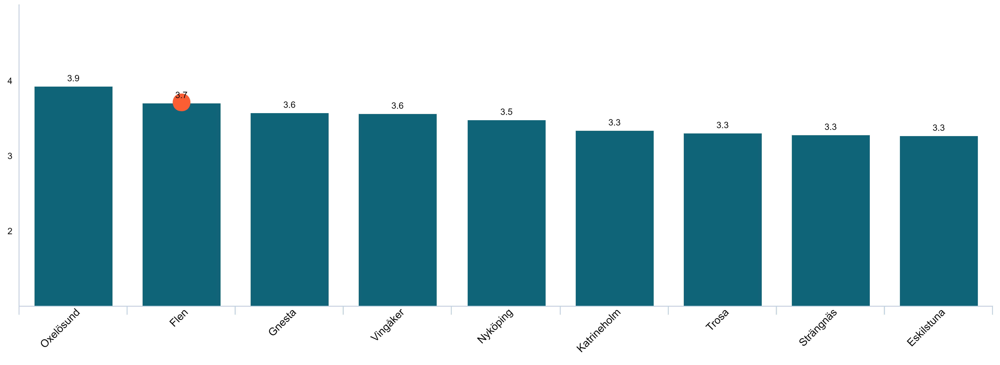 4
3
2
3.9
3.7
3.6
3.6
3.5
3.3
3.3
3.3
3.3
Oxelösund
Flen
Gnesta
Vingåker
Nyköping
Katrineholm
Trosa
Strängnäs
Eskilstuna